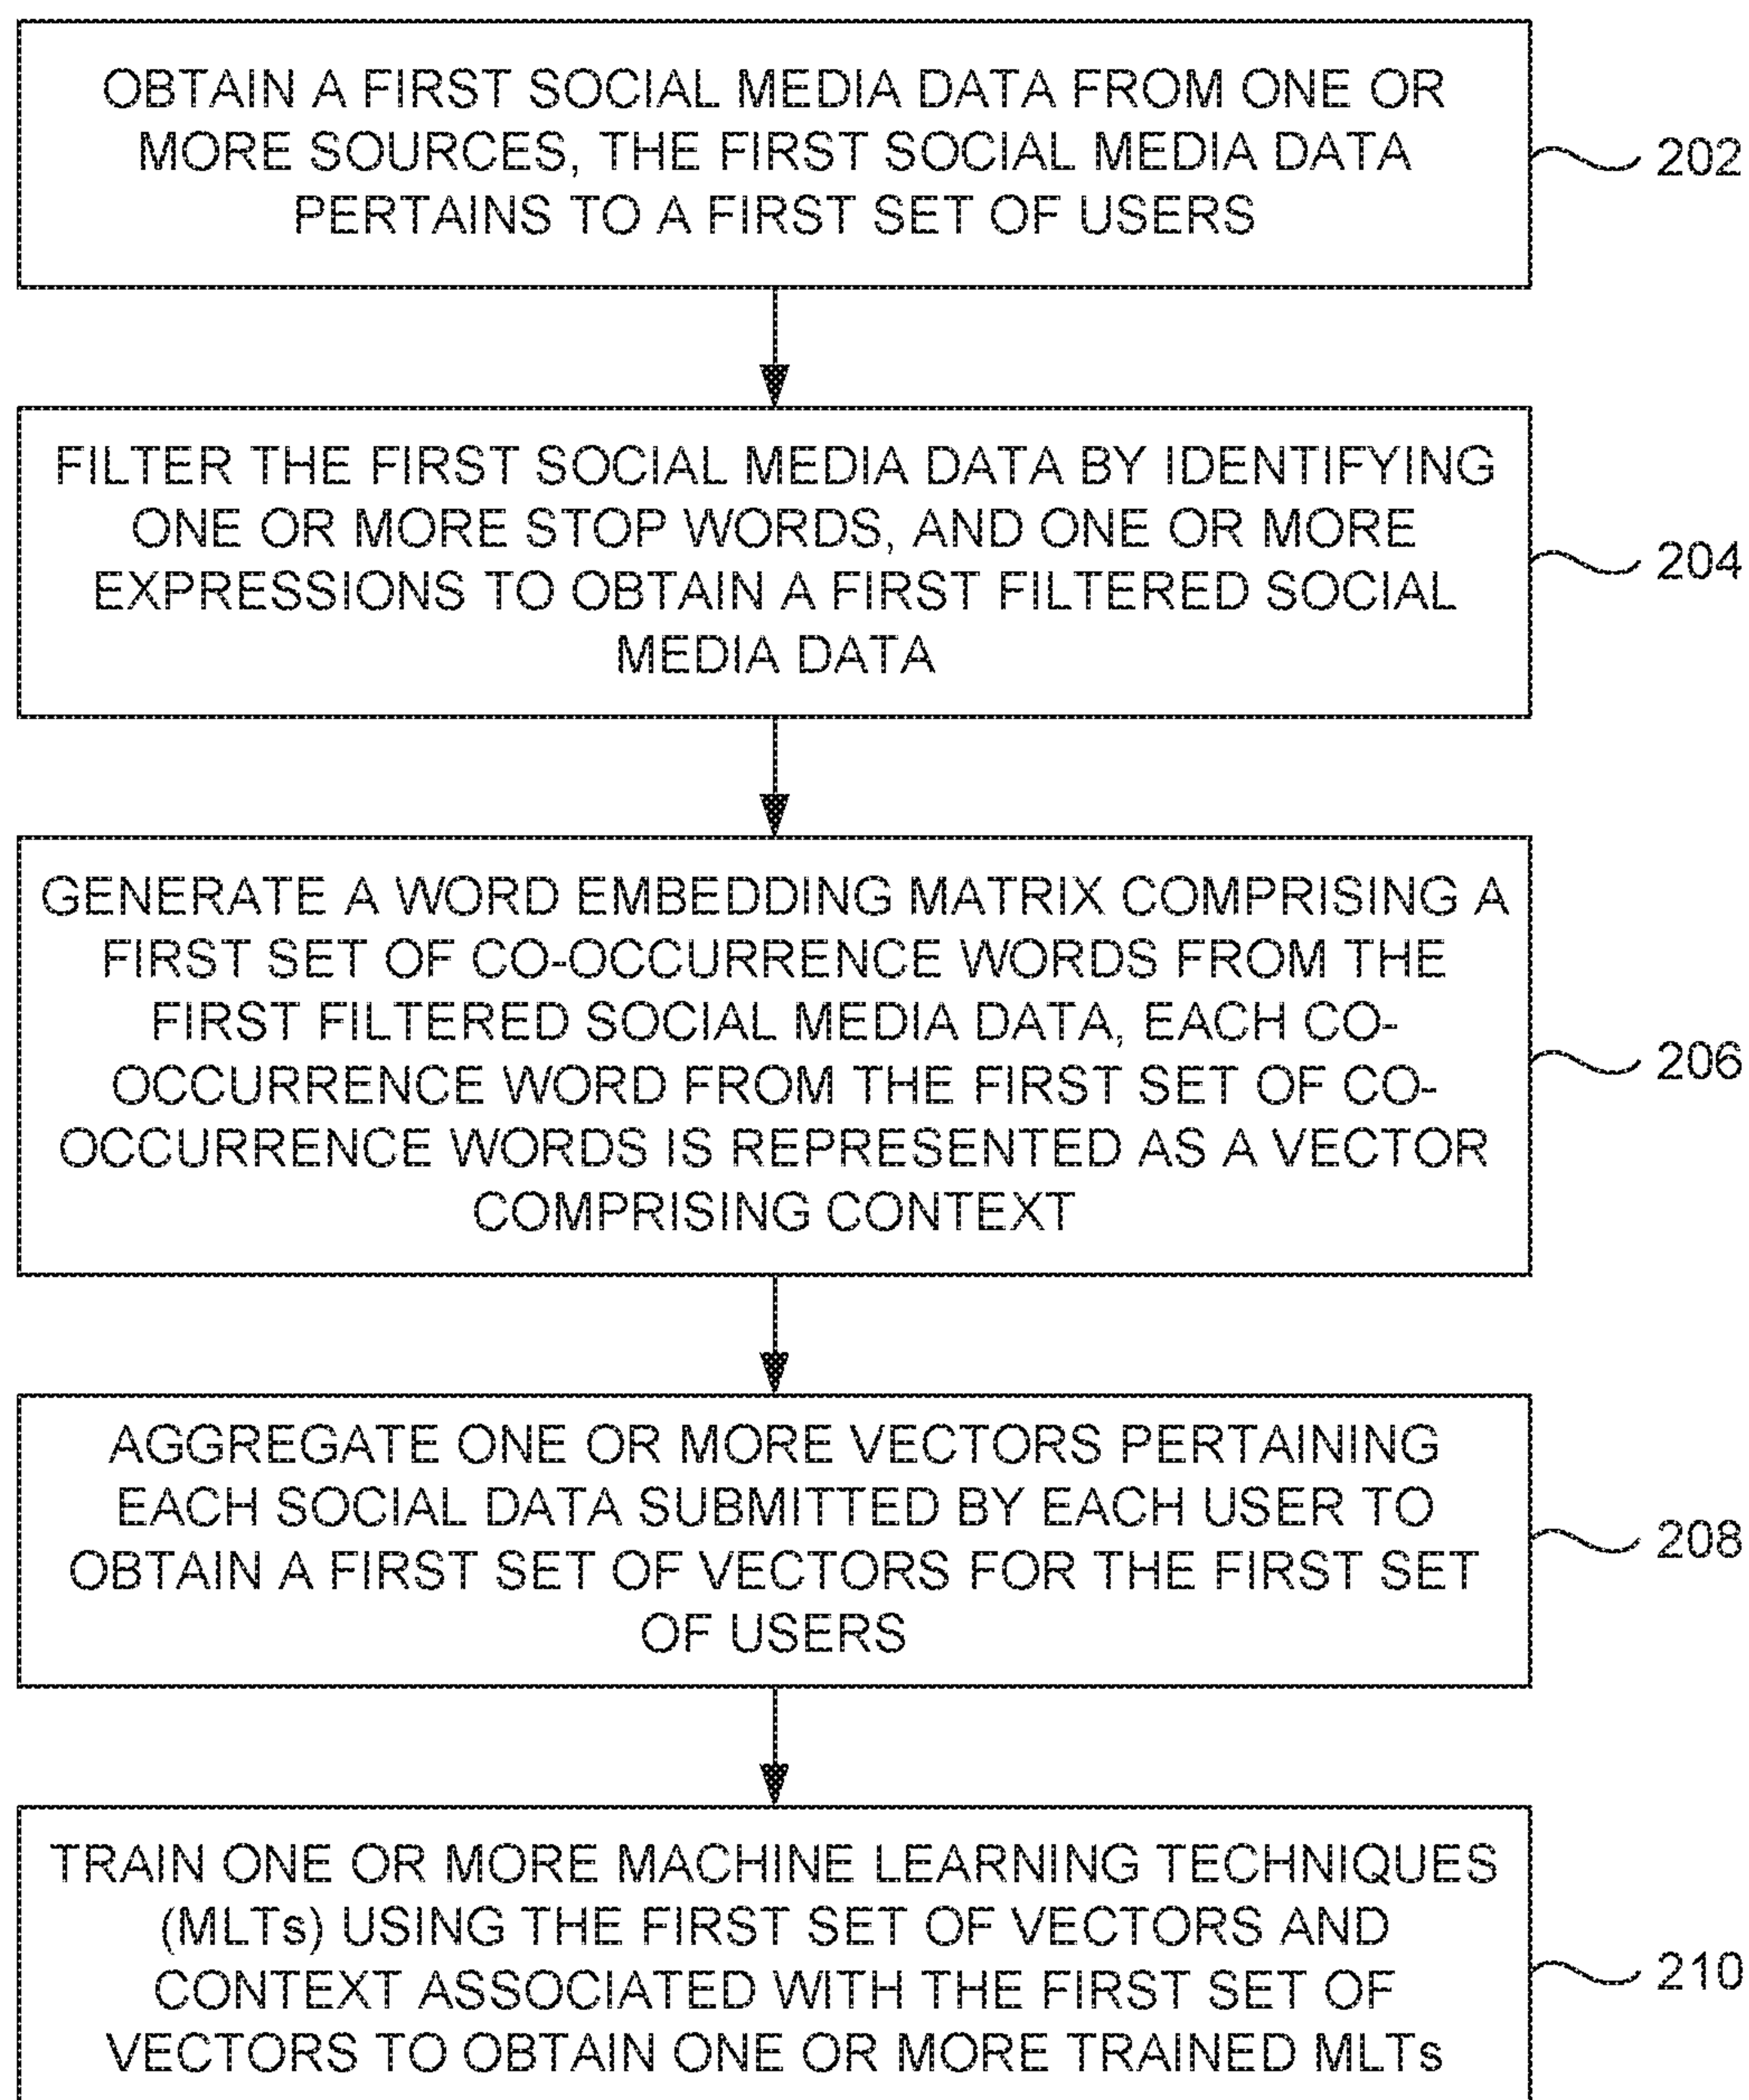 OBTAIN A FIRST SOCIAL MEDIA DATA FROM ONE OR
MORE SOURCES, THE FIRST SOCIAL MEDIA DATA
PERTAINS TO A FIRST SET OF USERS
202
FILTER THE FIRST SOCIAL MEDIA DATA BY IDENTIFYING
ONE OR MORE STOP WORDS, AND ONE OR MORE
EXPRESSIONS TO OBTAIN A FIRST FILTERED SOCIAL
MEDIA DATA
204
GENERATE A WORD EMBEDDING MATRIX COMPRISING A
FIRST SET OF CO-OCCURRENCE WORDS FROM THE
FIRST FILTERED SOCIAL MEDIA DATA, EACH CO-
OCCURRENCE WORD FROM THE FIRST SET OF CO-
OCCURRENCE WORDS IS REPRESENTED AS A VECTOR
COMPRISING CONTEXT
206
AGGREGATE ONE OR MORE VECTORS PERTAINING
EACH SOCIAL DATA SUBMITTED BY EACH USER TO
OBTAIN A FIRST SET OF VECTORS FOR THE FIRST SET
OF USERS
208
TRAIN ONE OR MORE MACHINE LEARNING TECHNIQUES
(MLTs) USING THE FIRST SET OF VECTORS AND
CONTEXT ASSOCIATED WITH THE FIRST SET OF
VECTORS TO OBTAIN ONE OR MORE TRAINED MLTs
210